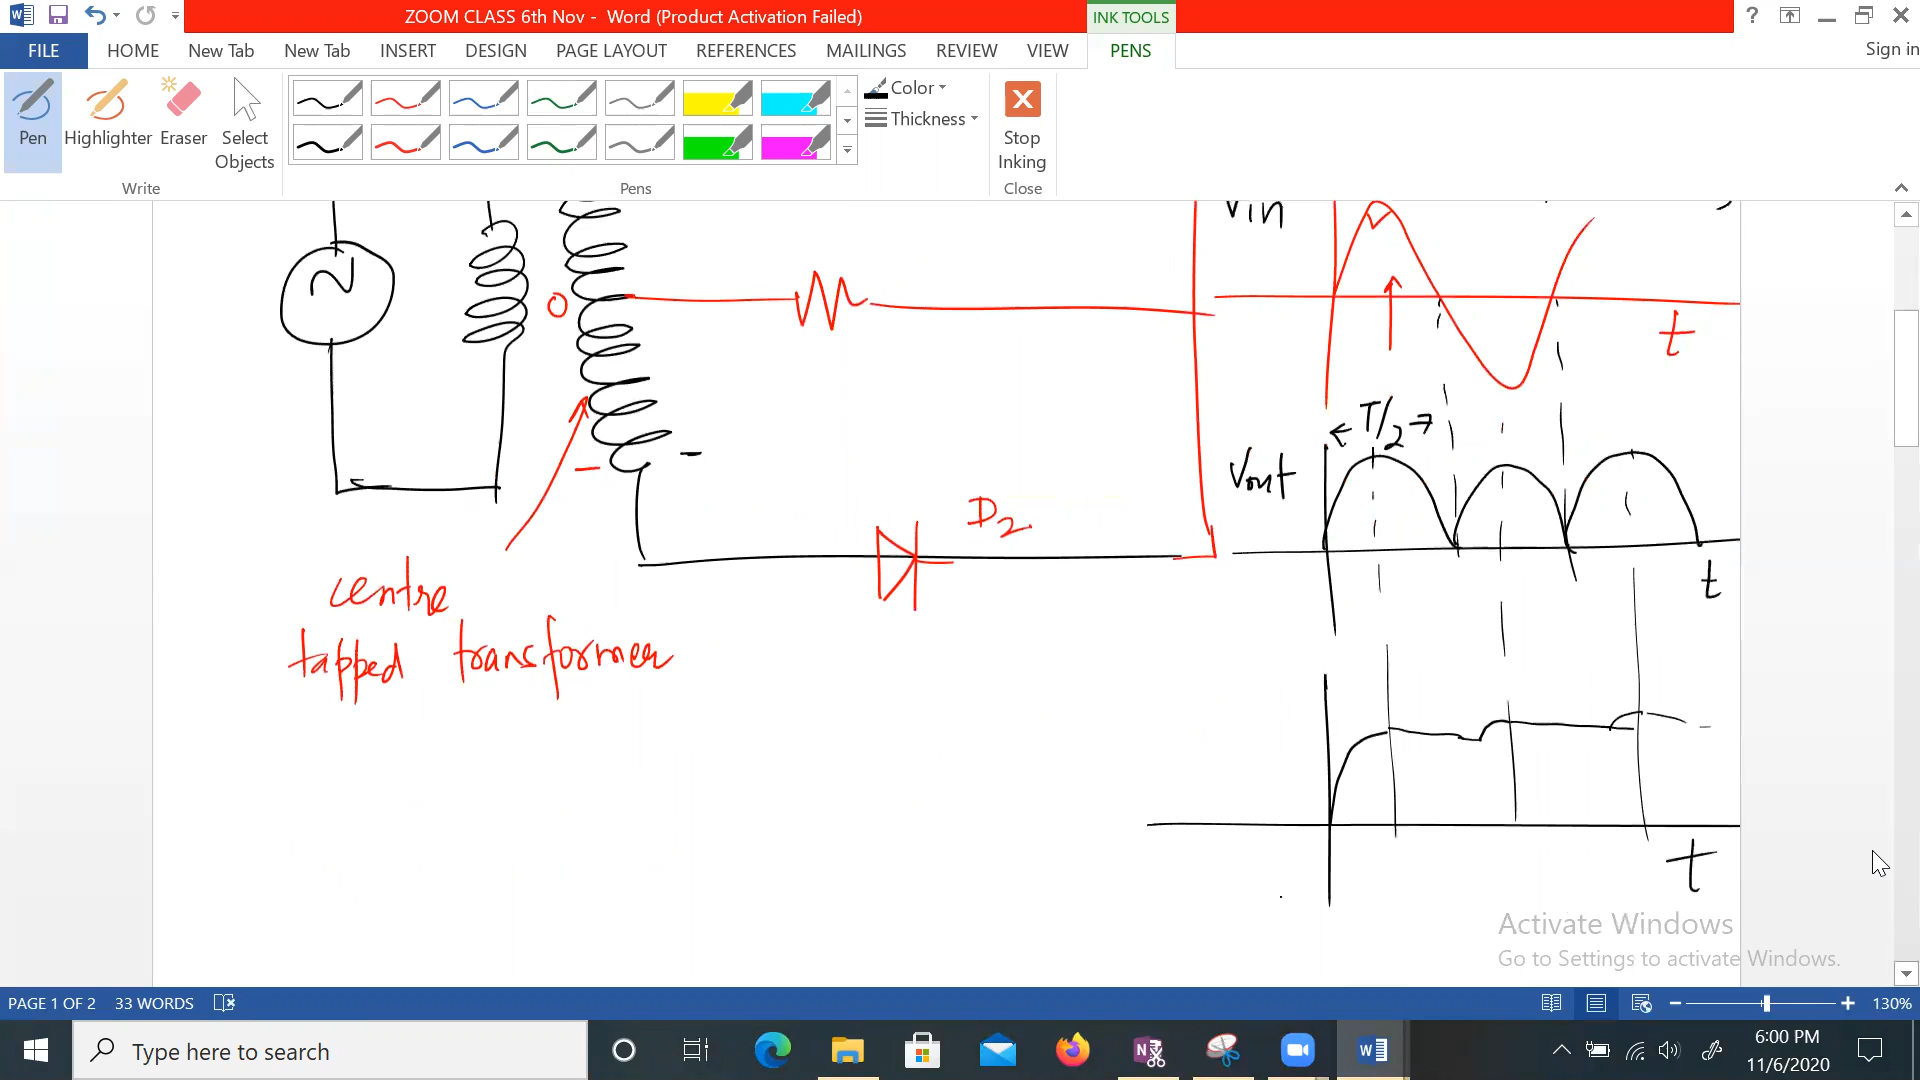 ZOOM CLASS 6th Nov - Word (Product Activation Failed)
INK TOOLS
?
FILE HOME New Tab New Tab INSERT DESIGN PAGE LAYOUT REFERENCES MAILINGS REVIEW VIEW PENS Sign in
Pen
Highlighter
Eraser
Select
Objects
Color
Thickness
Stop
Inking
Write
Pens
Close
Vin
N
O
t
T/2
Vout
-
-
D2
t
centre
tapped transformer
t
Activate Windows
Go to Settings to activate Windows.
PAGE 1 OF 2 33 WORDS
130%
Type here to search
6:00 PM
11/6/2020